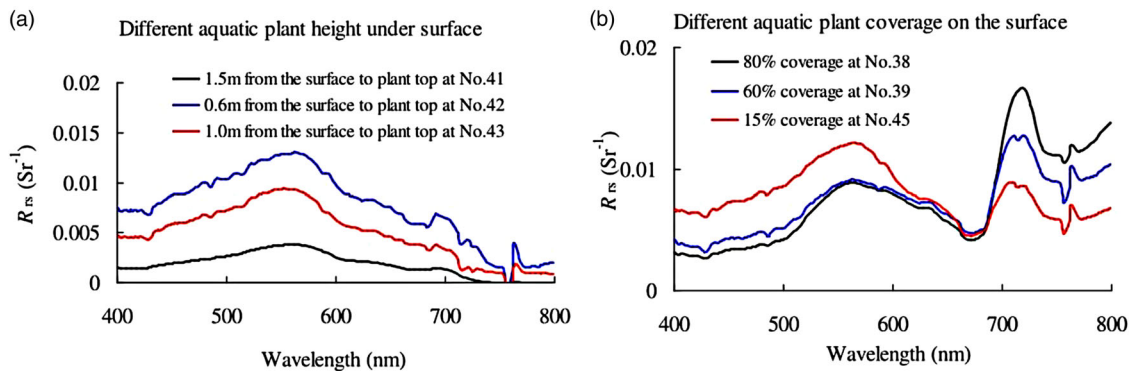 (a)
Different aquatic plant height under surface
0.02
0.015
0.01
0.005
0
R rs (Sr-1)
1.5m from the surface to plant top at No.41
0.6m from the surface to plant top at No.42
1.0m from the surface to plant top at No.43
400 500 600 700 800
Wavelength (nm)
(b)
Different aquatic plant coverage on the surface
0.02
0.01
0
R rs (Sr-1)
80% coverage at No.38
60% coverage at No.39
15% coverage at No.45
400 500 600 700 800
Wavelength (nm)